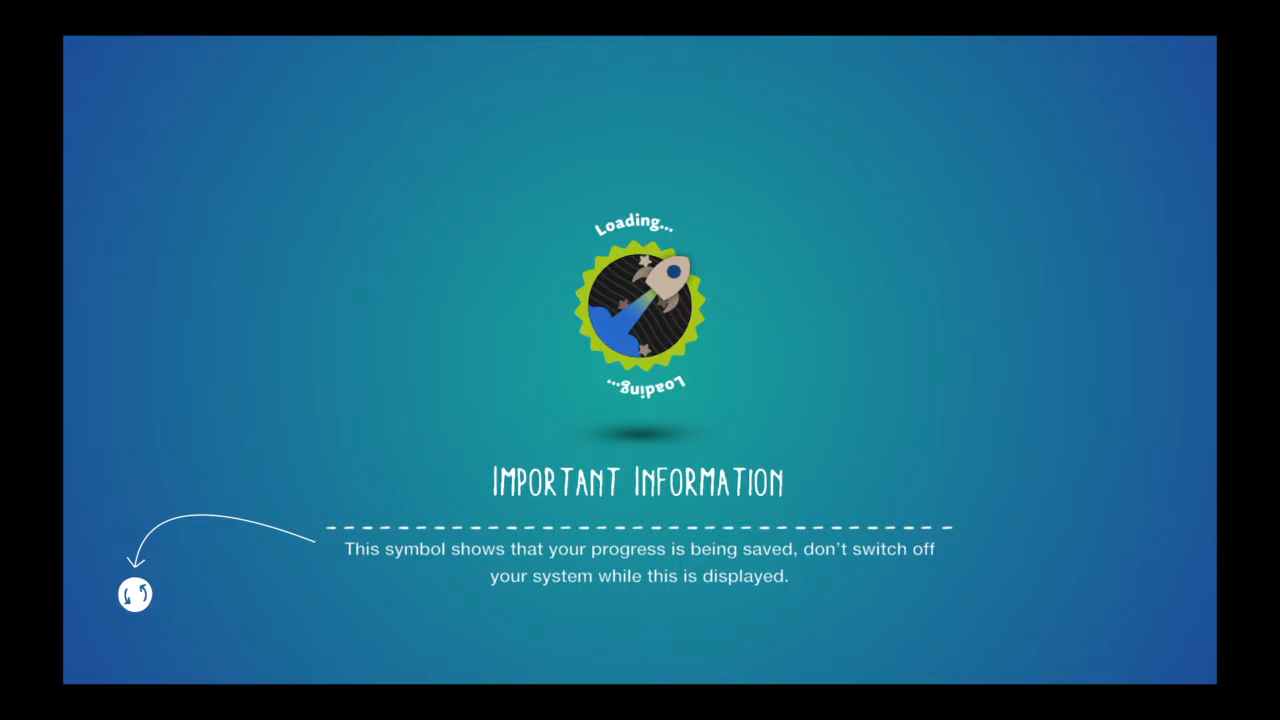 Loading...
Loading...
Important Information
This symbol shows that your progress is being saved, don't switch off
your system while this is displayed.